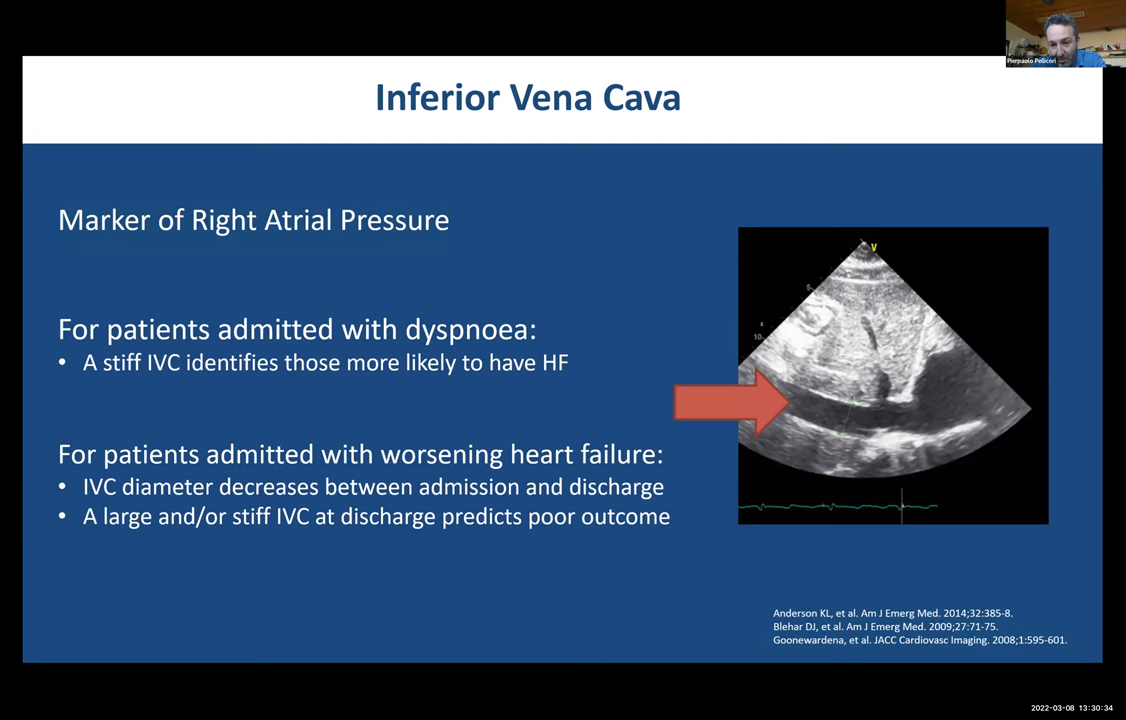 Pierpaolo Pellicori
Inferior Vena Cava
Marker of Right Atrial Pressure
For patients admitted with dyspnoea:
• A stiff IVC identifies those more likely to have HF
For patients admitted with worsening heart failure:
• IVC diameter decreases between admission and discharge
• A large and/or stiff IVC at discharge predicts poor outcome
V
5
10
Anderson KL, et al. Am J Emerg Med. 2014;32:385-8.
Blehar DJ, et al. Am J Emerg Med. 2009;27:71-75.
Goonewardena, et al. JACC Cardiovasc Imaging. 2008;1:595-601.
2022-03-08 13:30:34